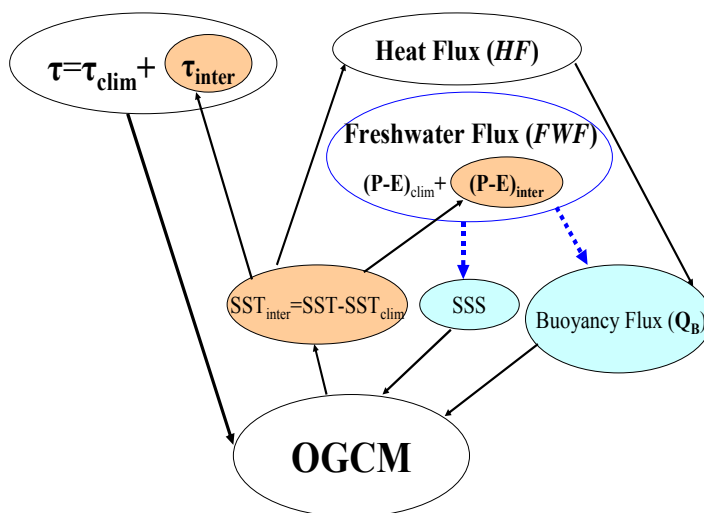 τ=τclim+ τinter
Heat Flux (HF)
Freshwater Flux (FWF)
(P-E)clim+ (P-E)inter
SSTinter=SST-SSTclim
SSS
Buoyancy Flux (QB)
OGCM